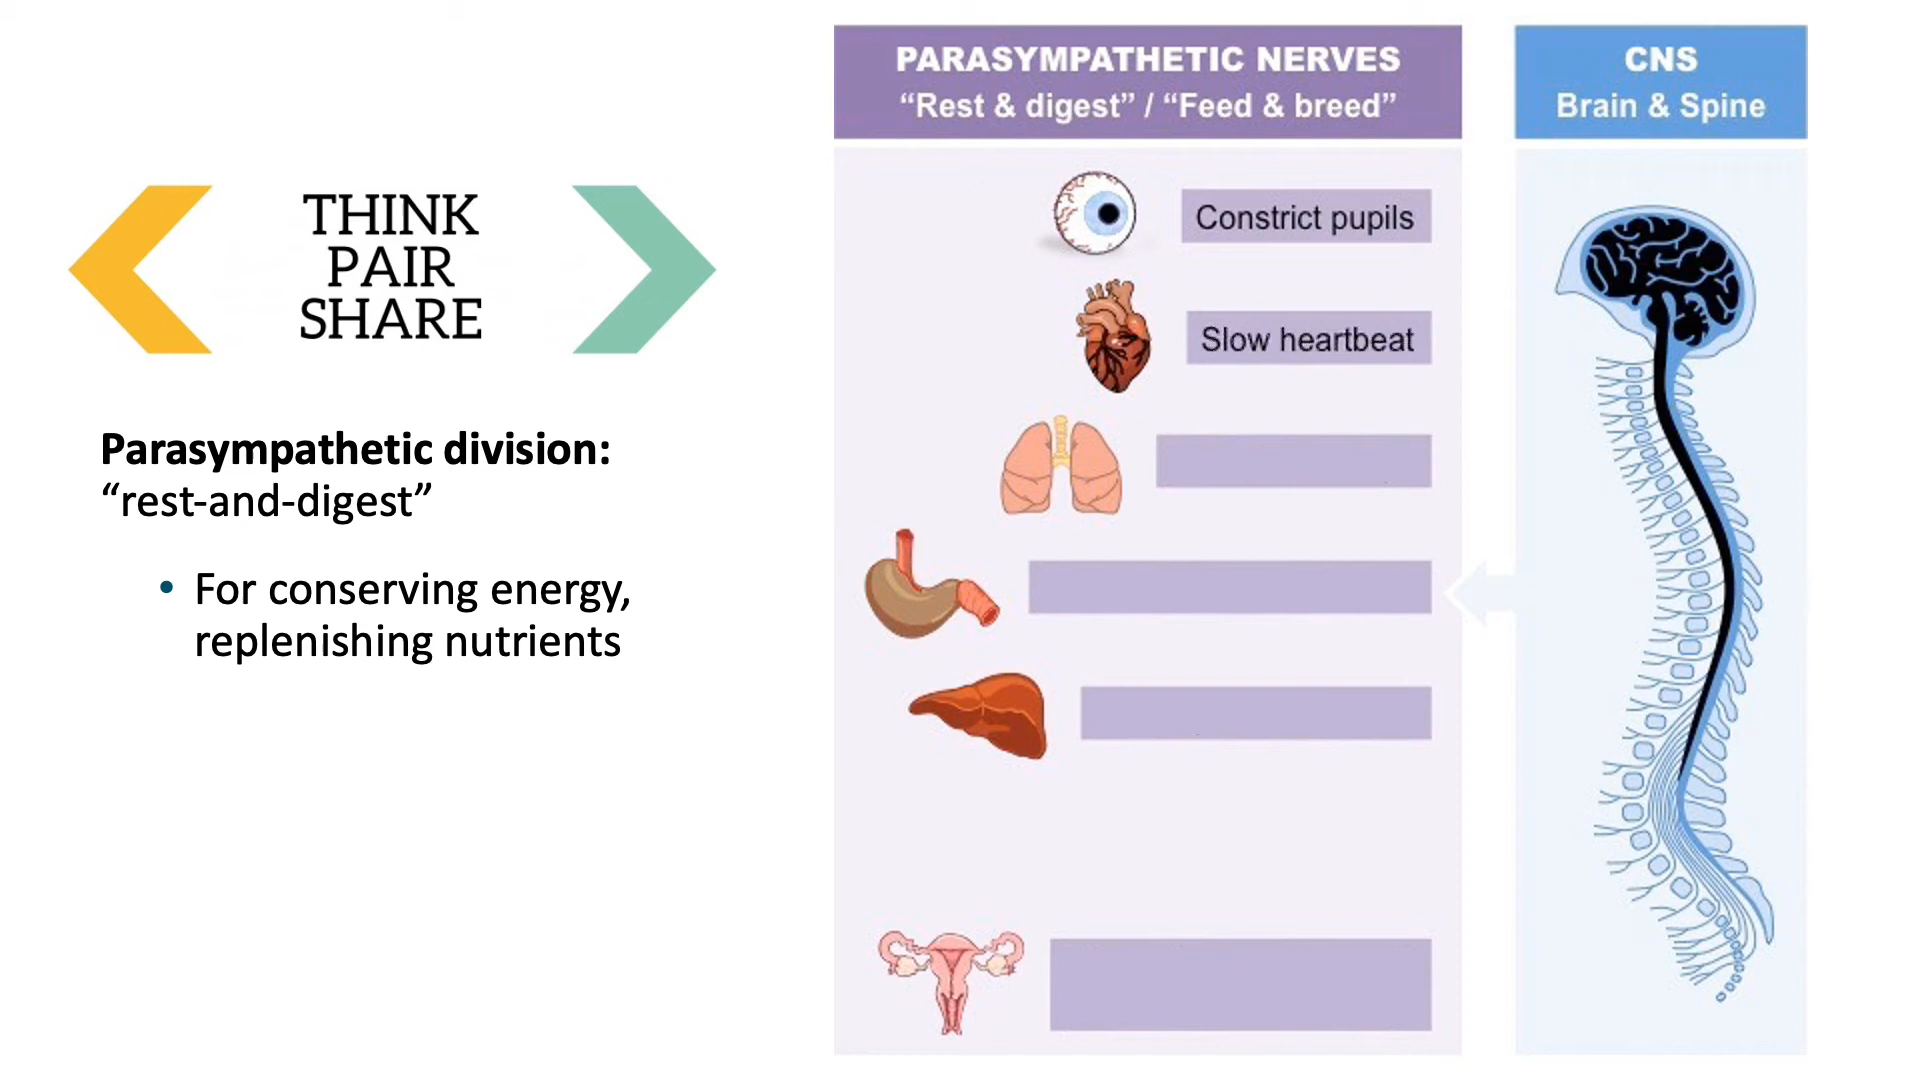 THINK
PAIR
SHARE
Parasympathetic division:
“rest-and-digest”
• For conserving energy,
replenishing nutrients
PARASYMPATHETIC NERVES
“Rest & digest” / “Feed & breed”
Constrict pupils
Slow heartbeat
CNS
Brain & Spine